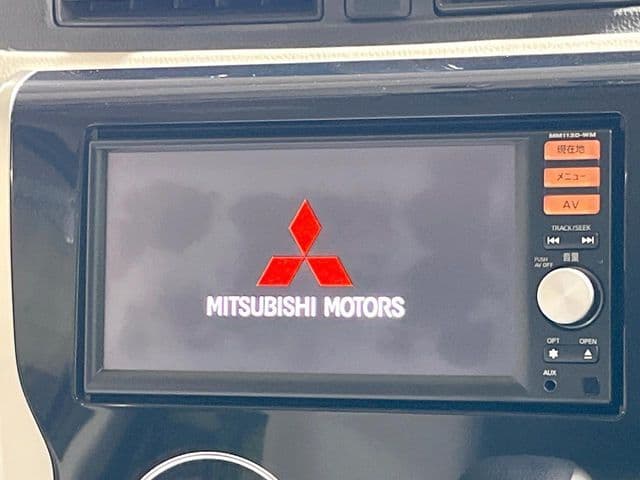 MM113D-WM
現在地
メニュー
AV
TRACK/SEEK
PUSH
AV OFF
音量
MITSUBISHI MOTORS
OPT
OPEN
AUX